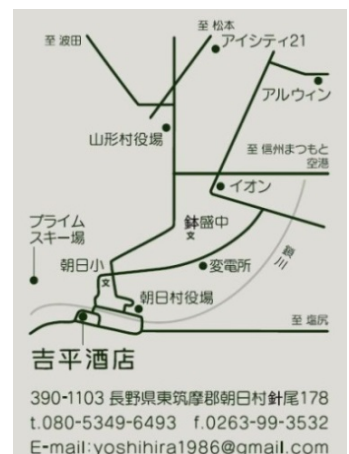 至 松本
至 波田
アイシティ21
アルウィン
山形村役場
至 信州まつもと
空港
イオン
鉢盛中
文
プライム
スキー場
鎖川
朝日小
文
変電所
朝日村役場
至 塩尻
吉平酒店
390-1103 長野県東筑摩郡朝日村針尾178
t.080-5349-6493 f.0263-99-3532
E-mail:yoshihira1986@gmail.com